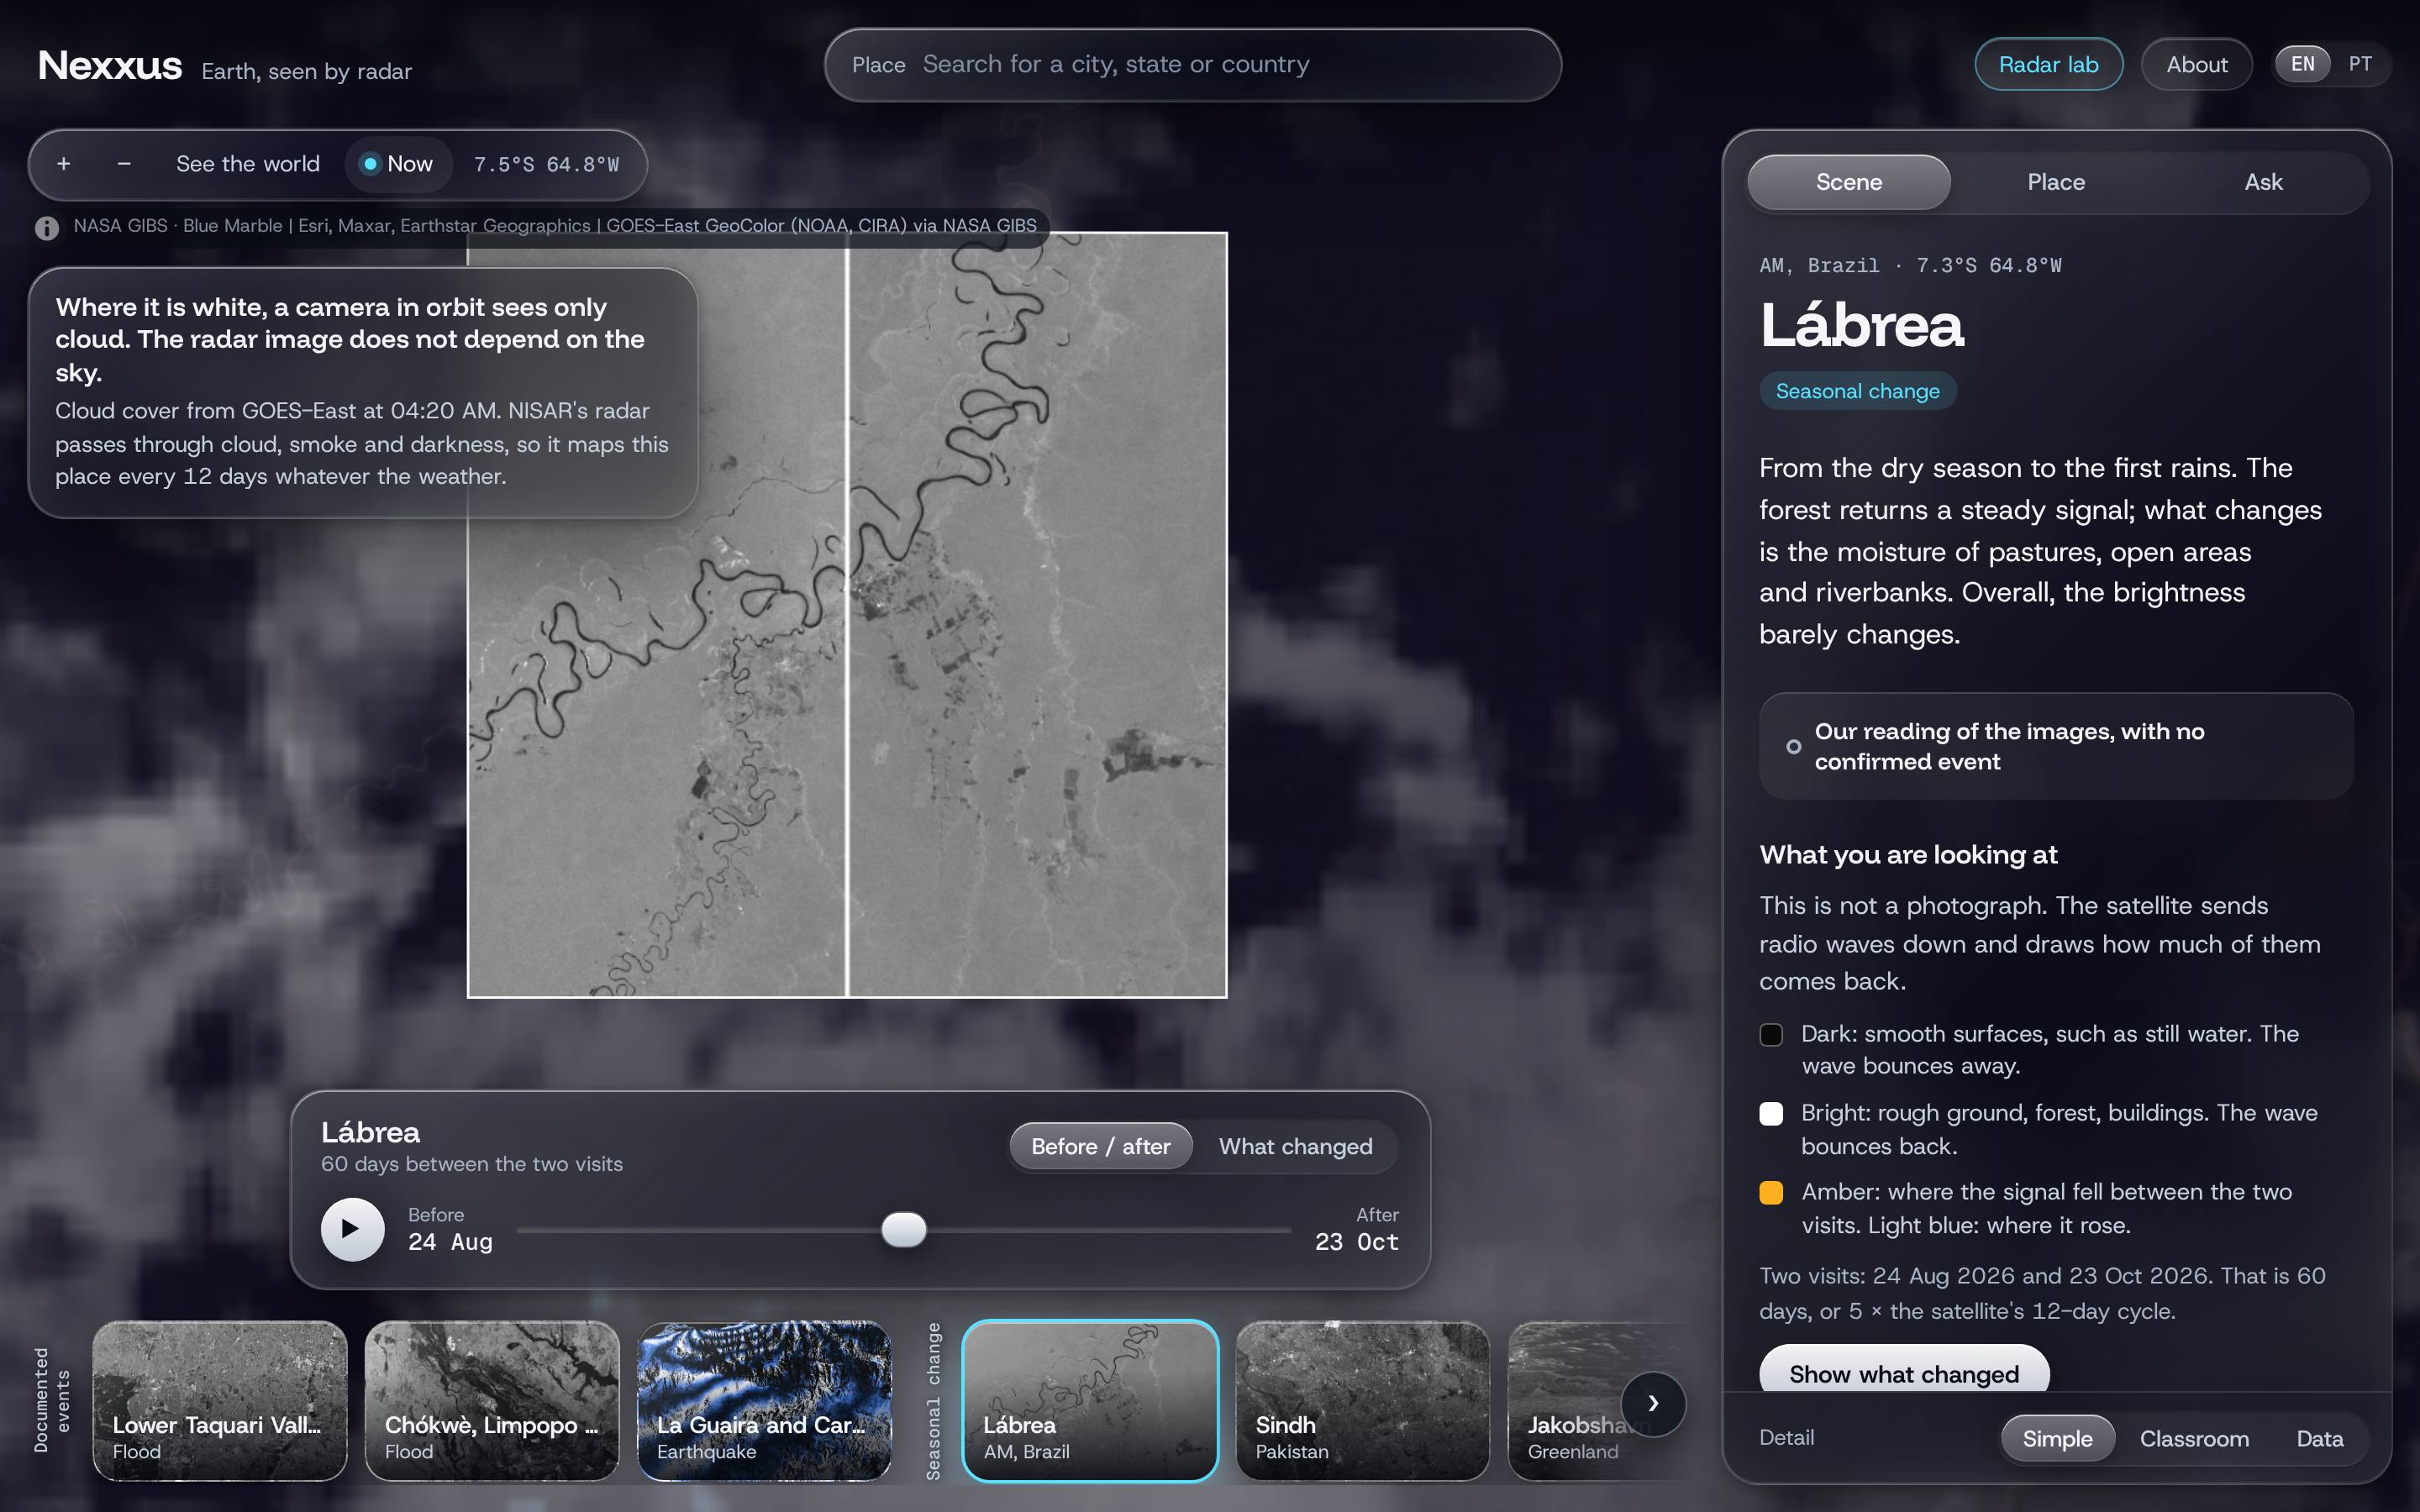 Nexxus Earth, seen by radar
Place Search for a city, state or country
Radar lab About EN PT
+ − See the world Now 7.5°S 64.8°W
NASA GIBS · Blue Marble | Esri, Maxar, Earthstar Geographics | GOES-East GeoColor (NOAA, CIRA) via NASA GIBS
Where it is white, a camera in orbit sees only
cloud. The radar image does not depend on the
sky.
Cloud cover from GOES-East at 04:20 AM. NISAR's radar
passes through cloud, smoke and darkness, so it maps this
place every 12 days whatever the weather.
Lábrea
60 days between the two visits
Before / after What changed
Before
24 Aug
After
23 Oct
Documented
events
Lower Taquari Vall...
Flood
Chókwè, Limpopo ...
Flood
La Guaira and Car...
Earthquake
Seasonal change
Lábrea
AM, Brazil
Sindh
Pakistan
Jakobshavn
Greenland
Scene Place Ask
AM, Brazil · 7.3°S 64.8°W
Lábrea
Seasonal change
From the dry season to the first rains. The
forest returns a steady signal; what changes
is the moisture of pastures, open areas
and riverbanks. Overall, the brightness
barely changes.
Our reading of the images, with no
confirmed event
What you are looking at
This is not a photograph. The satellite sends
radio waves down and draws how much of them
comes back.
Dark: smooth surfaces, such as still water. The
wave bounces away.
Bright: rough ground, forest, buildings. The wave
bounces back.
Amber: where the signal fell between the two
visits. Light blue: where it rose.
Two visits: 24 Aug 2026 and 23 Oct 2026. That is 60
days, or 5 × the satellite's 12-day cycle.
Show what changed
Detail Simple Classroom Data